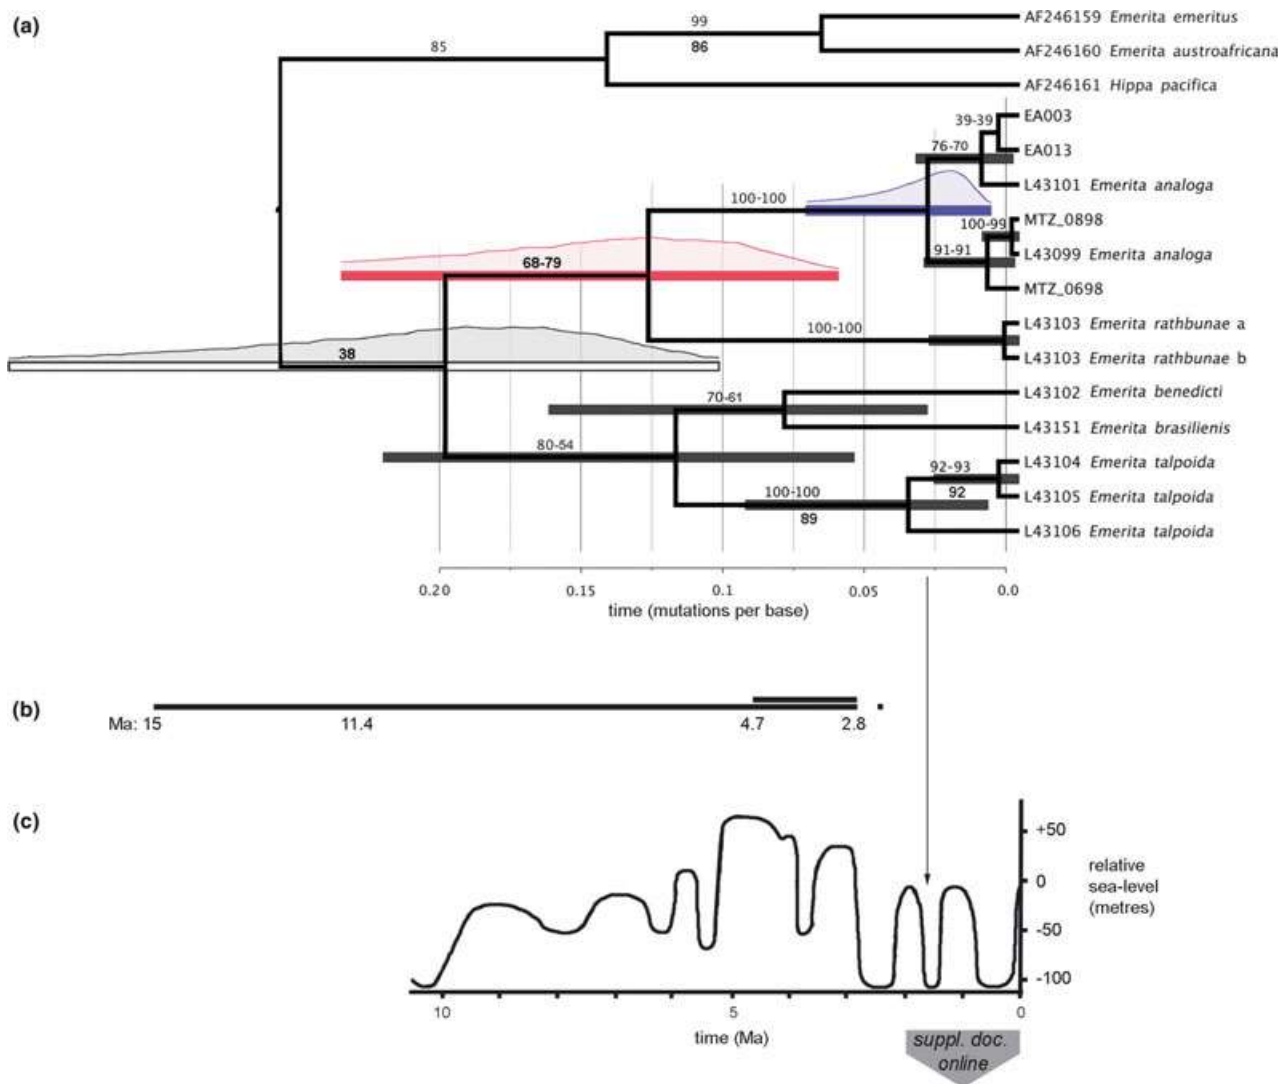 (a)
99
AF246159 Emerita emeritus
85
86
AF246160 Emerita austroafricana
AF246161 Hippa pacifica
39-39
EA003
76-70
EA013
L43101 Emerita analoga
100-100
MTZ_0898
100-99
91-91
L43099 Emerita analoga
68-79
MTZ_0698
100-100
L43103 Emerita rathbunae a
38
L43103 Emerita rathbunae b
70-61
L43102 Emerita benedicti
L43151 Emerita brasilienis
80-54
92-93
L43104 Emerita talpoida
100-100
92
L43105 Emerita talpoida
89
L43106 Emerita talpoida
0.20 0.15 0.1 0.05 0.0
time (mutations per base)
(b)
Ma: 15 11.4 4.7 2.8
(c)
+50
0
-50
-100
relative
sea-level
(metres)
10 5 0
time (Ma)
suppl. doc.
online